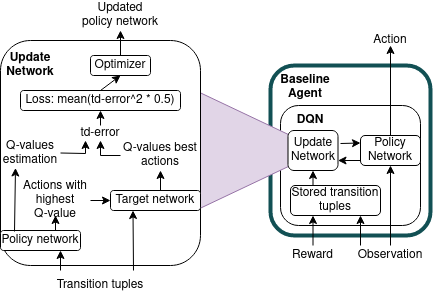 Updated
policy network
Update
Network
Optimizer
Loss: mean(td-error^2 * 0.5)
td-error
Q-values
estimation
Q-values best
actions
Actions with
highest
Q-value
Target network
Policy network
Transition tuples
Action
Baseline
Agent
DQN
Update
Network
Policy
Network
Stored transition
tuples
Reward
Observation